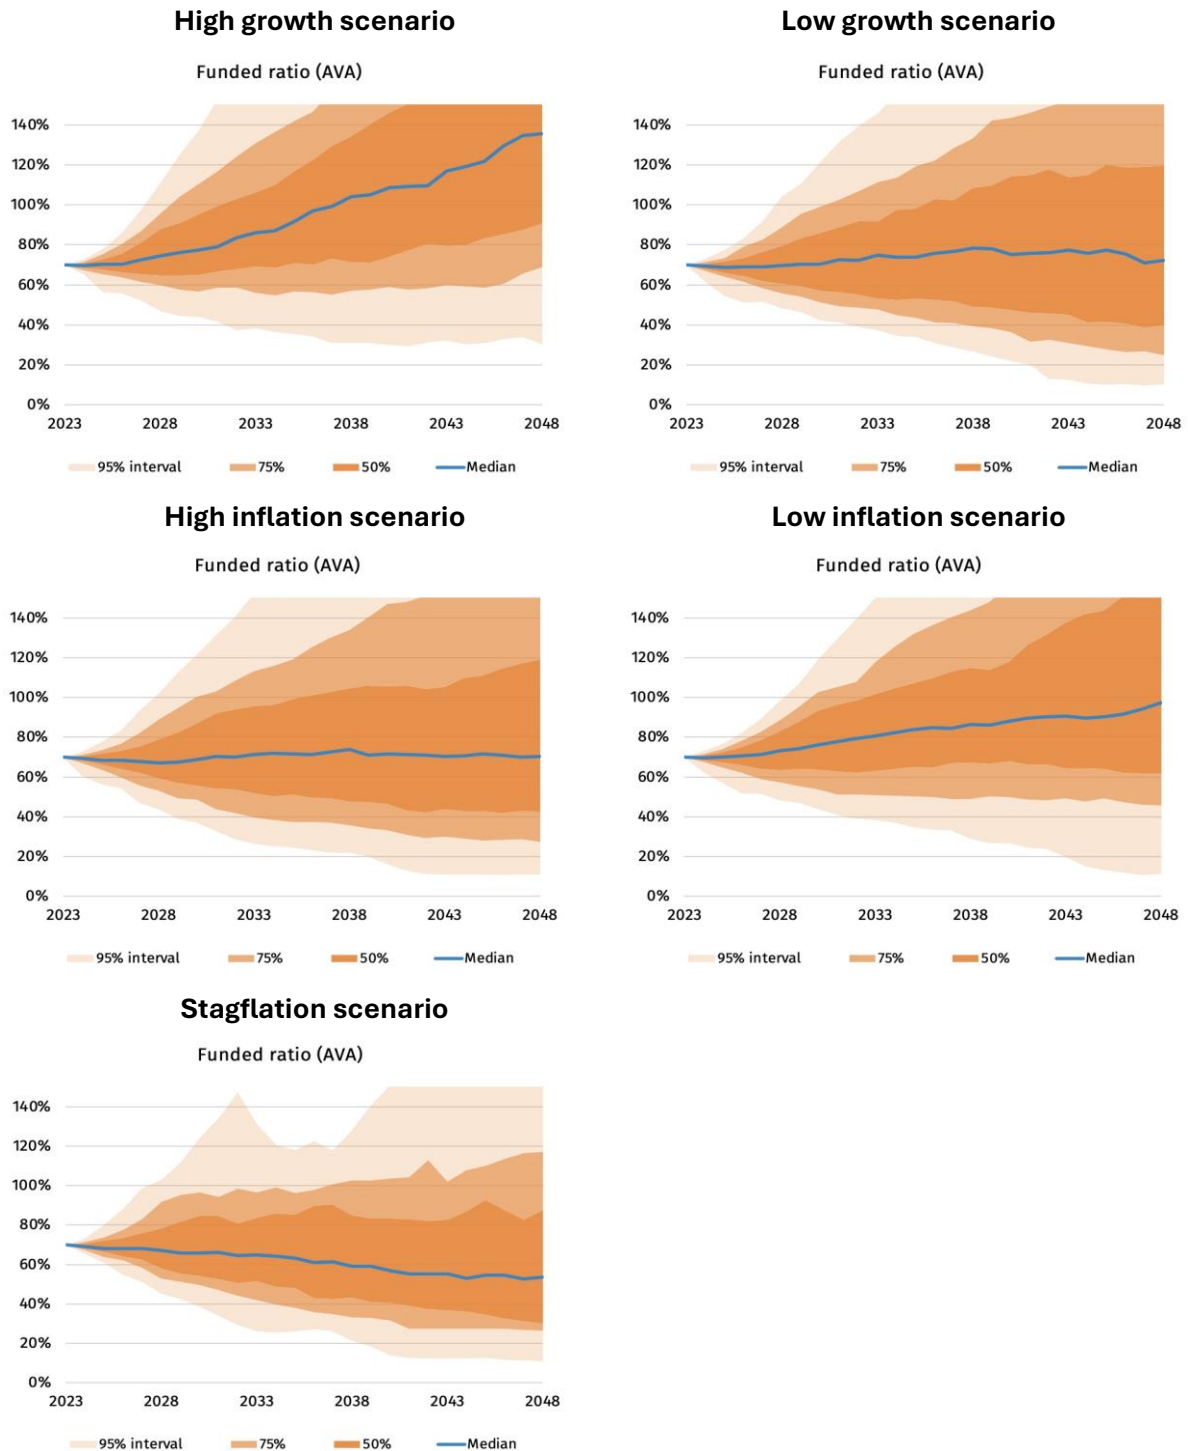 High growth scenario
Funded ratio (AVA)
140%
120%
100%
80%
60%
40%
20%
0%
2023 2028 2033 2038 2043 2048
95% interval 75% 50% Median
Low growth scenario
Funded ratio (AVA)
140%
120%
100%
80%
60%
40%
20%
0%
2023 2028 2033 2038 2043 2048
95% interval 75% 50% Median
High inflation scenario
Funded ratio (AVA)
140%
120%
100%
80%
60%
40%
20%
0%
2023 2028 2033 2038 2043 2048
95% interval 75% 50% Median
Low inflation scenario
Funded ratio (AVA)
140%
120%
100%
80%
60%
40%
20%
0%
2023 2028 2033 2038 2043 2048
95% interval 75% 50% Median
Stagflation scenario
Funded ratio (AVA)
140%
120%
100%
80%
60%
40%
20%
0%
2023 2028 2033 2038 2043 2048
95% interval 75% 50% Median